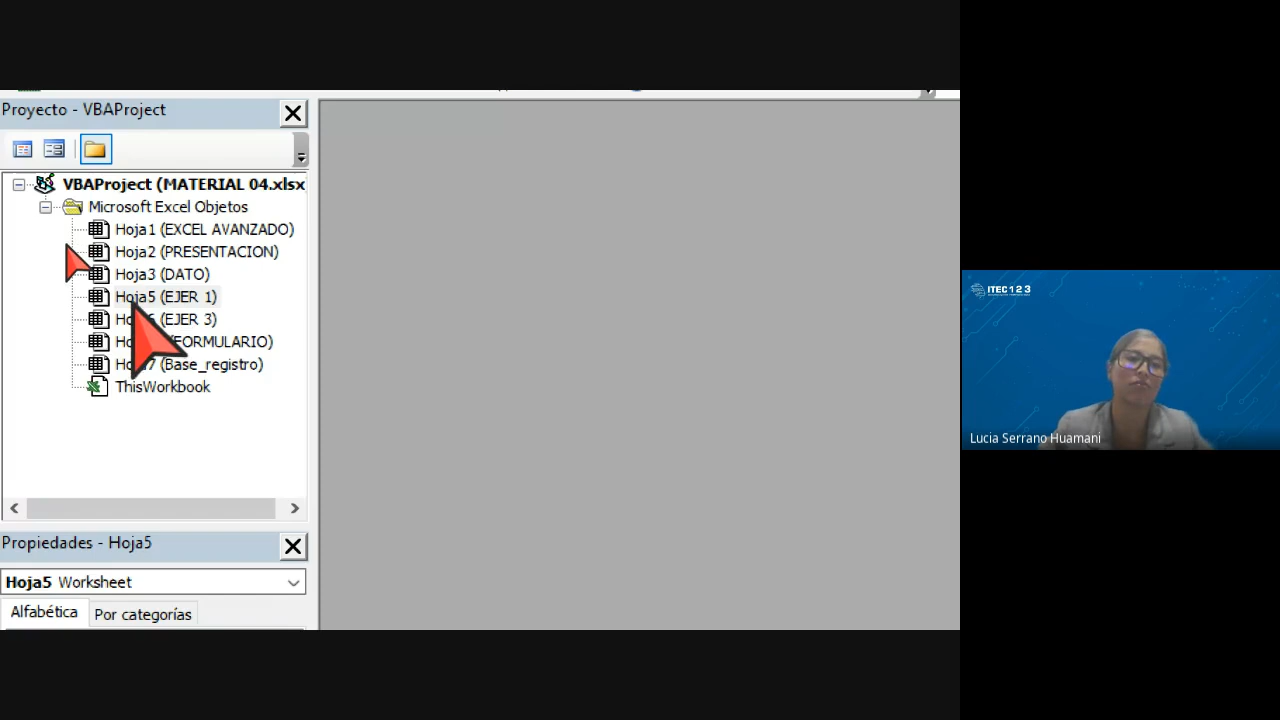 Proyecto - VBAProject
VBAProject (MATERIAL 04.xlsx
Microsoft Excel Objetos
Hoja1 (EXCEL AVANZADO)
Hoja2 (PRESENTACION)
Hoja3 (DATO)
Hoja5 (EJER 1)
(EJER 3)
(FORMULARIO)
(Base_registro)
ThisWorkbook
Propiedades - Hoja5
Hoja5 Worksheet
Alfabética
Por categorías
ITEC 1 2 3
Lucia Serrano Huamani